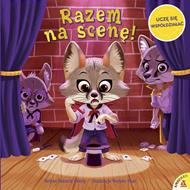 Razem
na scenę!
UCZĘ SIĘ
WSPÓŁDZIAŁAĆ